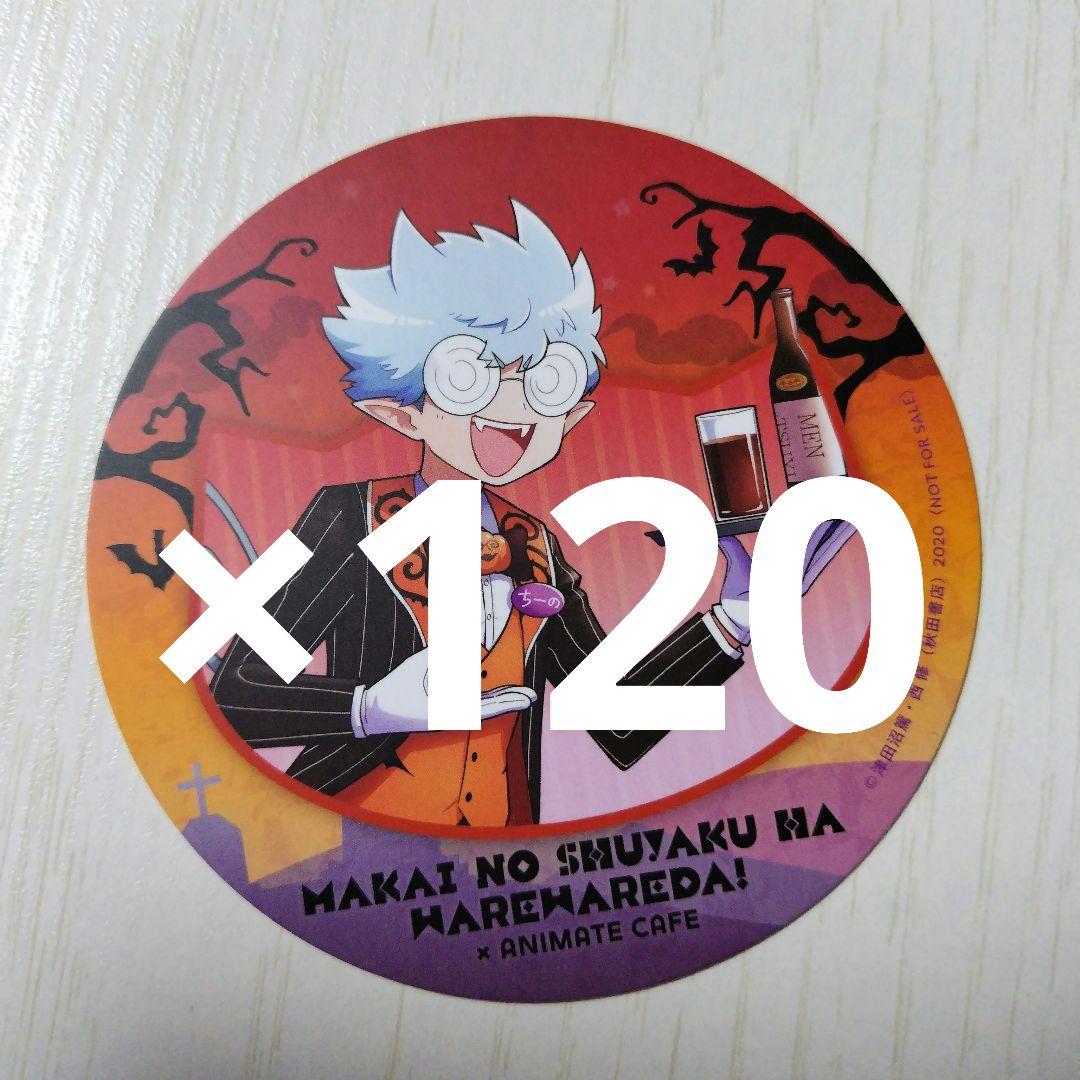 MEN
TSUYU
©津田沼篤・西修（秋田書店）2020（NOT FOR SALE）
×120
ちーの
MAKAI NO SHUYAKU HA
WAREWAREDA!
× ANIMATE CAFE